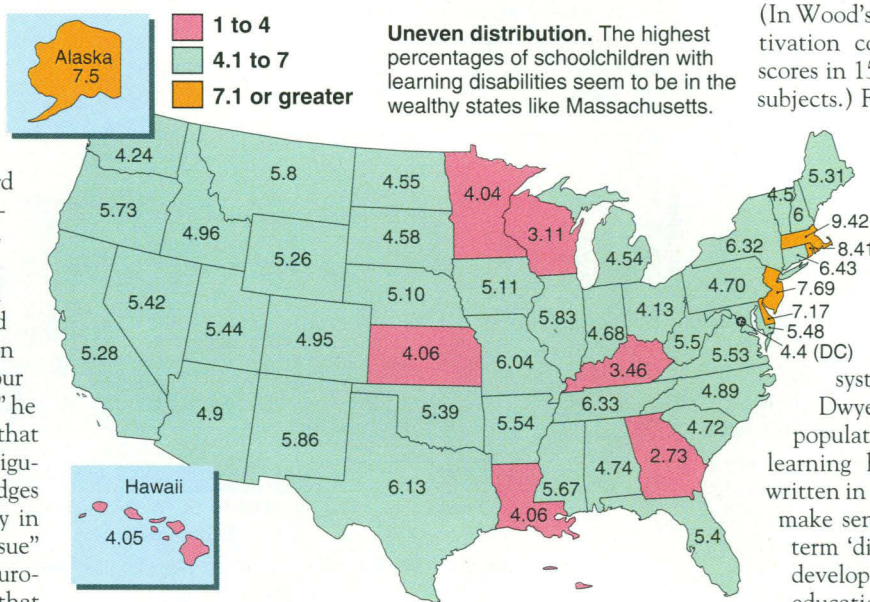 Alaska
7.5
1 to 4
4.1 to 7
7.1 or greater
Uneven distribution. The highest
percentages of schoolchildren with
learning disabilities seem to be in the
wealthy states like Massachusetts.
(In Wood's
tivation co
scores in 15
subjects.) F
rd
n
our
" he
that
igu-
dges
y in
sue"
uro-
that
4.24
5.8
4.55
4.04
5.73
4.96
4.58
3.11
5.26
4.54
4.5
6
5.31
9.42
8.41
6.32
6.43
7.69
7.17
5.48
4.4 (DC)
5.42
5.44
4.95
5.10
5.11
5.83
4.68
4.13
4.70
5.5
5.53
5.28
4.06
6.04
3.46
4.89
4.9
5.86
5.39
5.54
6.33
4.72
6.13
4.06
5.67
4.74
2.73
5.4
Hawaii
4.05
syst
Dwye
populat
learning l
written in
make sen
term 'di
develop
education